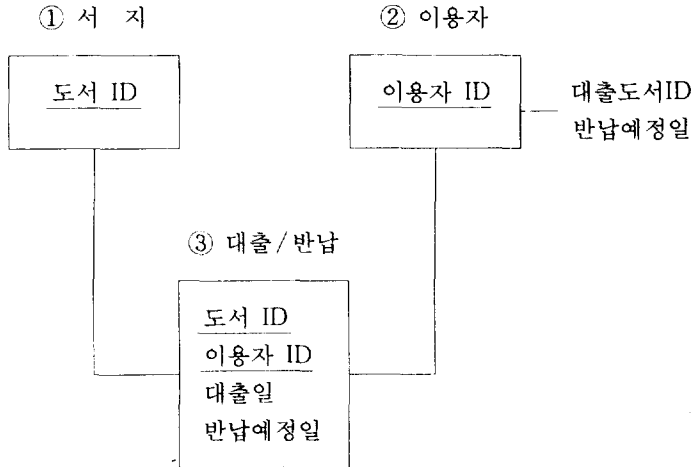 ① 서 지
② 이용자
도서 ID
이용자 ID
대출도서ID
반납예정일
③ 대출/반납
도서 ID
이용자 ID
대출일
반납예정일